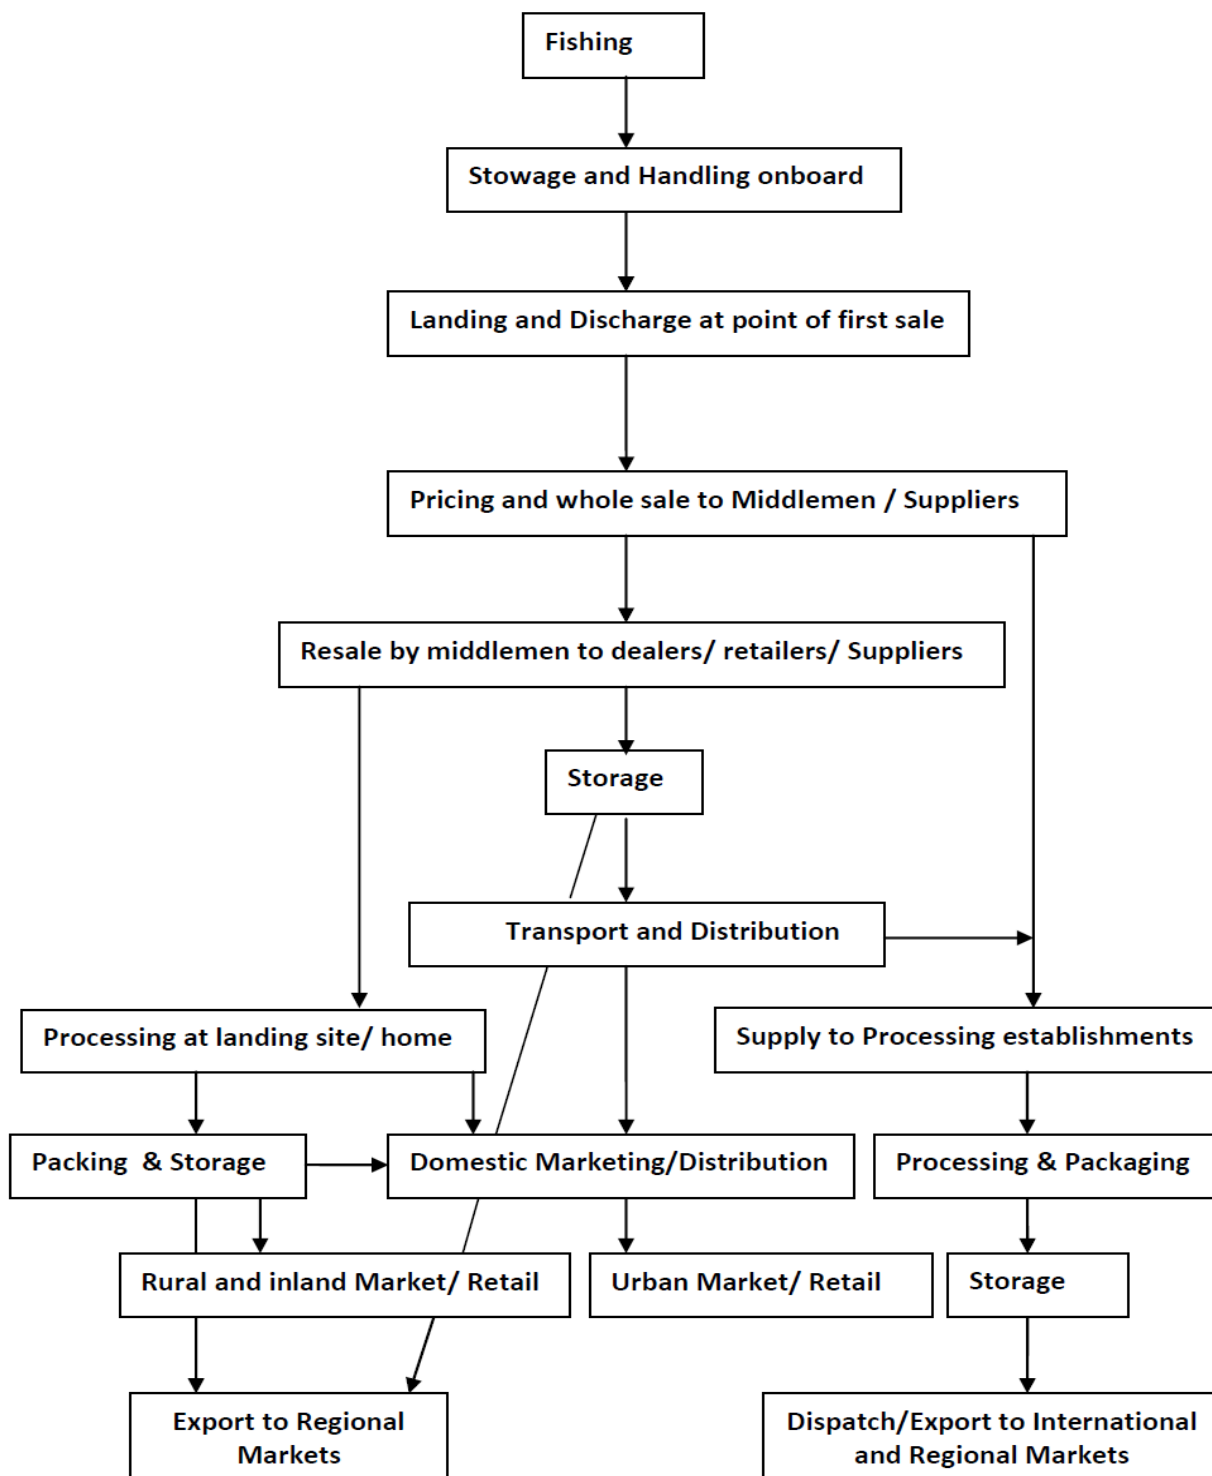 Fishing
Stowage and Handling onboard
Landing and Discharge at point of first sale
Pricing and whole sale to Middlemen / Suppliers
Resale by middlemen to dealers/ retailers/ Suppliers
Storage
Transport and Distribution
Processing at landing site/ home
Supply to Processing establishments
Packing & Storage
Domestic Marketing/Distribution
Processing & Packaging
Rural and inland Market/ Retail
Urban Market/ Retail
Storage
Export to Regional
Markets
Dispatch/Export to International
and Regional Markets